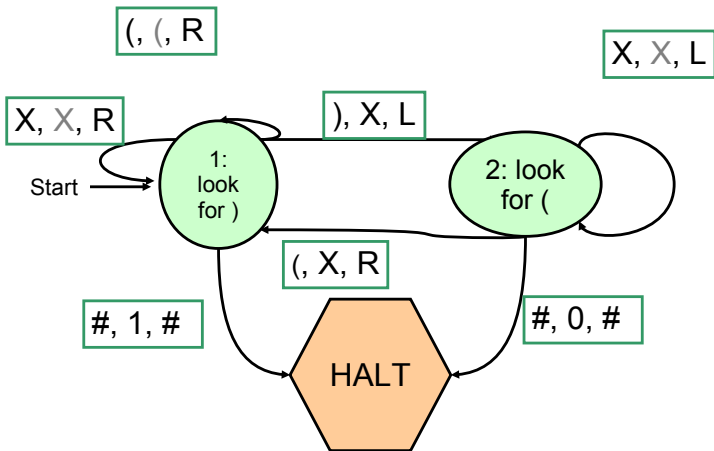 (, (, R
X, X, L
X, X, R
), X, L
1:
look
for )
2: look
for (
Start
(, X, R
#, 1, #
#, 0, #
HALT